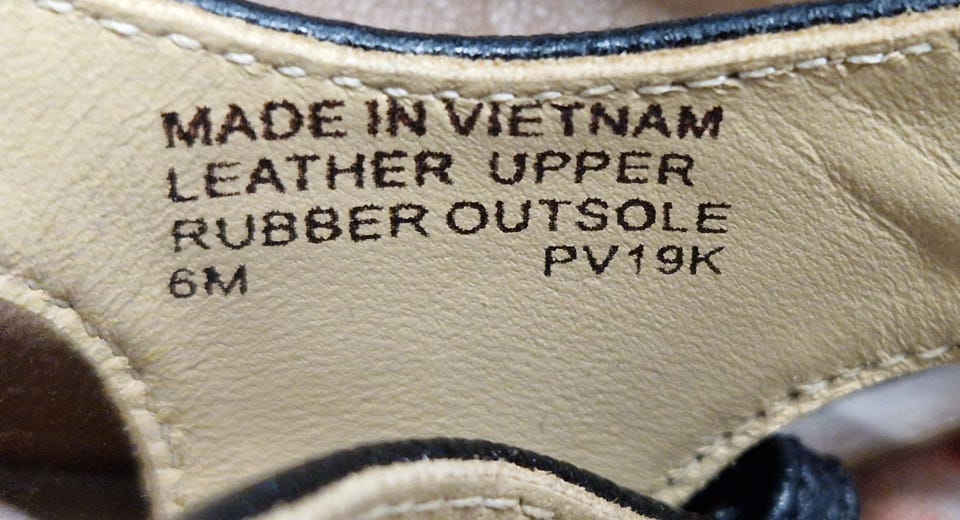 MADE IN VIETNAM
LEATHER UPPER
RUBBER OUTSOLE
6M PV19K